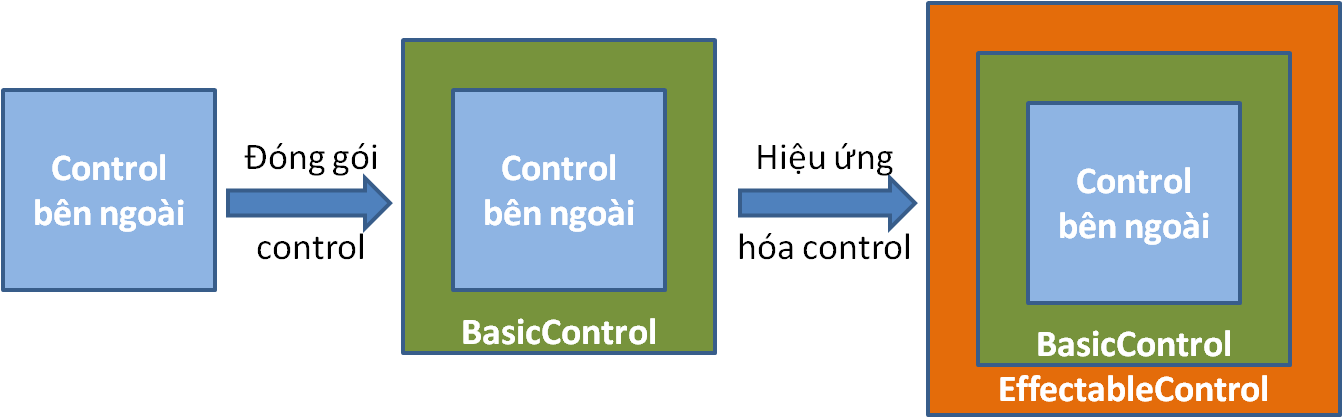 Control
bên ngoài
Đóng gói
control
Control
bên ngoài
BasicControl
Hiệu ứng
hóa control
Control
bên ngoài
BasicControl
EffectableControl